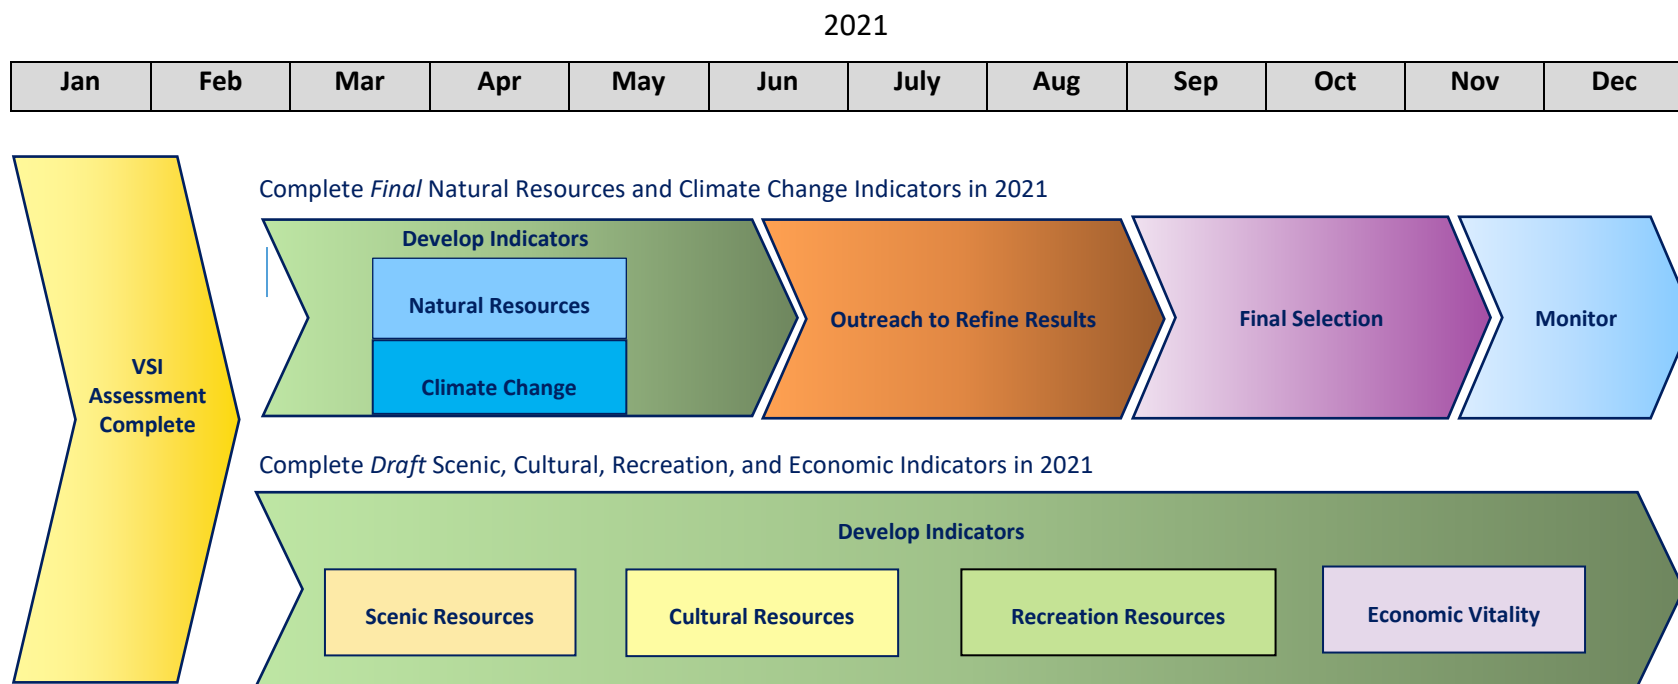 2021
Jan Feb Mar Apr May Jun July Aug Sep Oct Nov Dec
VSI
Assessment
Complete
Complete Final Natural Resources and Climate Change Indicators in 2021
Develop Indicators
Natural Resources
Climate Change
Outreach to Refine Results
Final Selection
Monitor
Complete Draft Scenic, Cultural, Recreation, and Economic Indicators in 2021
Develop Indicators
Scenic Resources
Cultural Resources
Recreation Resources
Economic Vitality